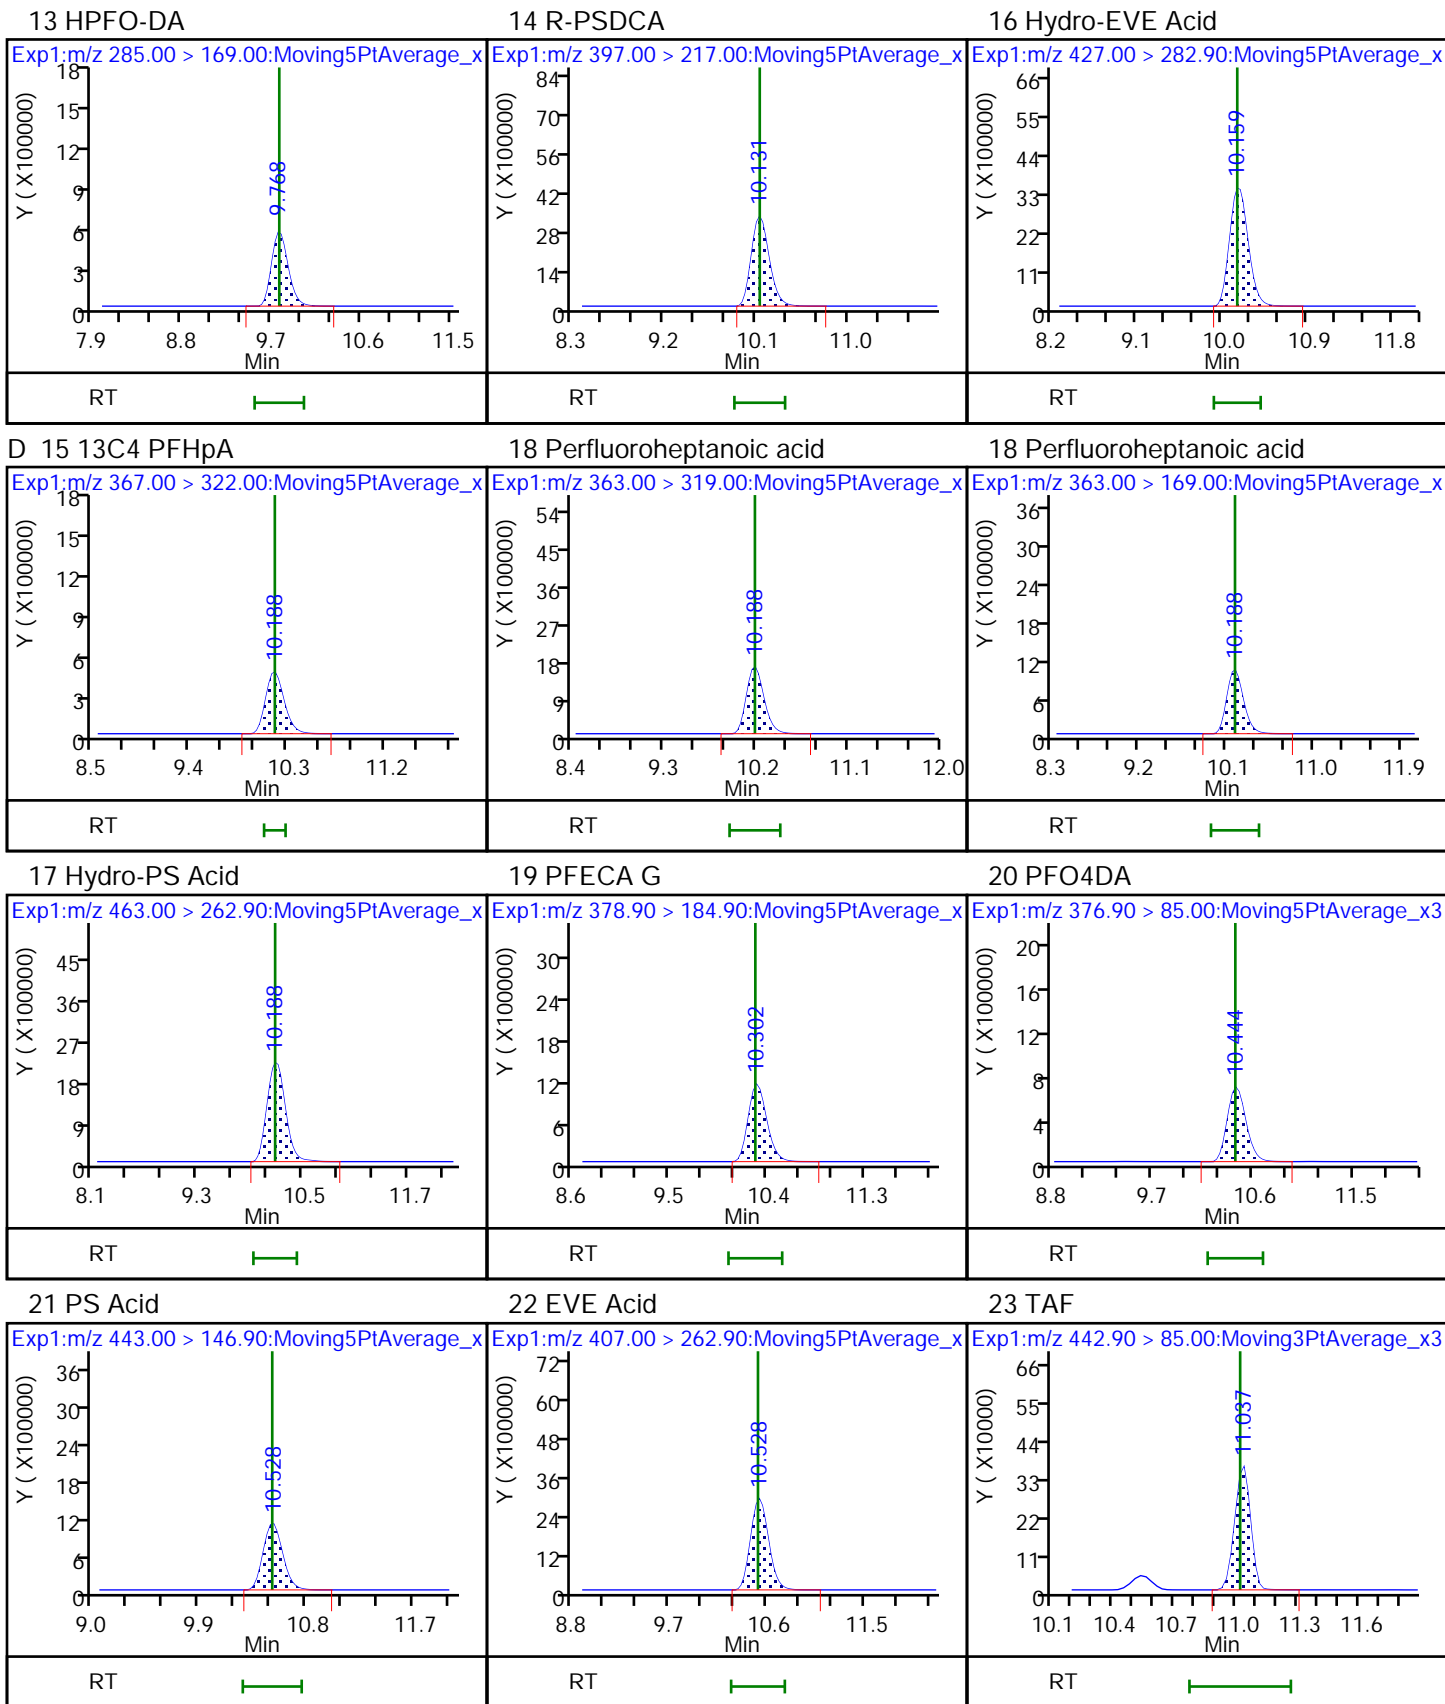 13 HPFO-DA
Exp1:m/z 285.00 > 169.00:Moving5PtAverage_x
Y ( X100000)
18
15
12
9
6
3
0
9.768
7.9 8.8 9.7 10.6 11.5
Min
RT
14 R-PSDCA
Exp1:m/z 397.00 > 217.00:Moving5PtAverage_x
Y ( X100000)
84
70
56
42
28
14
0
10.131
8.3 9.2 10.1 11.0
Min
RT
16 Hydro-EVE Acid
Exp1:m/z 427.00 > 282.90:Moving5PtAverage_x
Y ( X100000)
66
55
44
33
22
11
0
10.159
8.2 9.1 10.0 10.9 11.8
Min
RT
D 15 13C4 PFHpA
Exp1:m/z 367.00 > 322.00:Moving5PtAverage_x
Y ( X100000)
18
15
12
9
6
3
0
10.188
8.5 9.4 10.3 11.2
Min
RT
18 Perfluoroheptanoic acid
Exp1:m/z 363.00 > 319.00:Moving5PtAverage_x
Y ( X100000)
54
45
36
27
18
9
0
10.188
8.4 9.3 10.2 11.1 12.0
Min
RT
18 Perfluoroheptanoic acid
Exp1:m/z 363.00 > 169.00:Moving5PtAverage_x
Y ( X100000)
36
30
24
18
12
6
0
10.188
8.3 9.2 10.1 11.0 11.9
Min
RT
17 Hydro-PS Acid
Exp1:m/z 463.00 > 262.90:Moving5PtAverage_x
Y ( X100000)
45
36
27
18
9
0
10.188
8.1 9.3 10.5 11.7
Min
RT
19 PFECA G
Exp1:m/z 378.90 > 184.90:Moving5PtAverage_x
Y ( X100000)
30
24
18
12
6
0
10.302
8.6 9.5 10.4 11.3
Min
RT
20 PFO4DA
Exp1:m/z 376.90 > 85.00:Moving5PtAverage_x3
Y ( X100000)
20
16
12
8
4
0
10.444
8.8 9.7 10.6 11.5
Min
RT
21 PS Acid
Exp1:m/z 443.00 > 146.90:Moving5PtAverage_x
Y ( X100000)
36
30
24
18
12
6
0
10.528
9.0 9.9 10.8 11.7
Min
RT
22 EVE Acid
Exp1:m/z 407.00 > 262.90:Moving5PtAverage_x
Y ( X100000)
72
60
48
36
24
12
0
10.528
8.8 9.7 10.6 11.5
Min
RT
23 TAF
Exp1:m/z 442.90 > 85.00:Moving3PtAverage_x3
Y ( X10000)
66
55
44
33
22
11
0
11.037
10.1 10.4 10.7 11.0 11.3 11.6
Min
RT